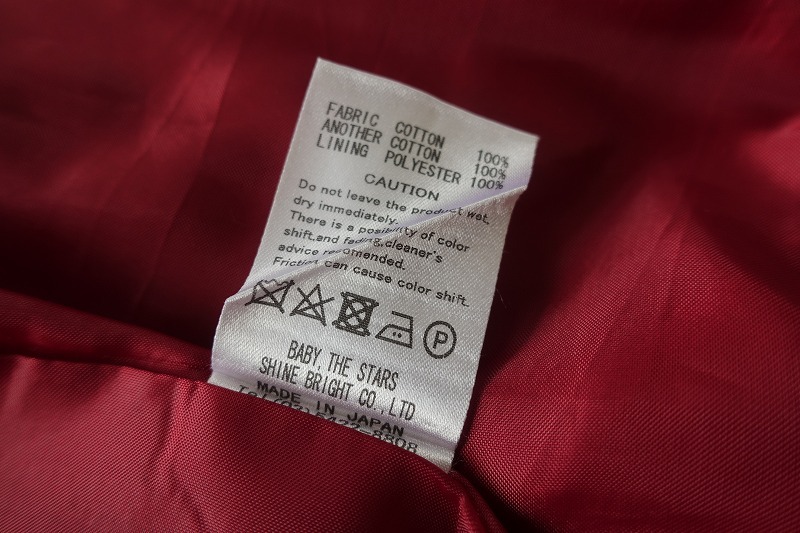 FABRIC COTTON 100%
ANOTHER COTTON 100%
LINING POLYESTER 100%
CAUTION
Do not leave the product wet,
dry immediately.
There is a posibility of color
shift,and fading,cleaner's
advice recomended.
Friction can cause color shift.
P
BABY THE STARS
SHINE BRIGHT CO.,LTD
MADE IN JAPAN